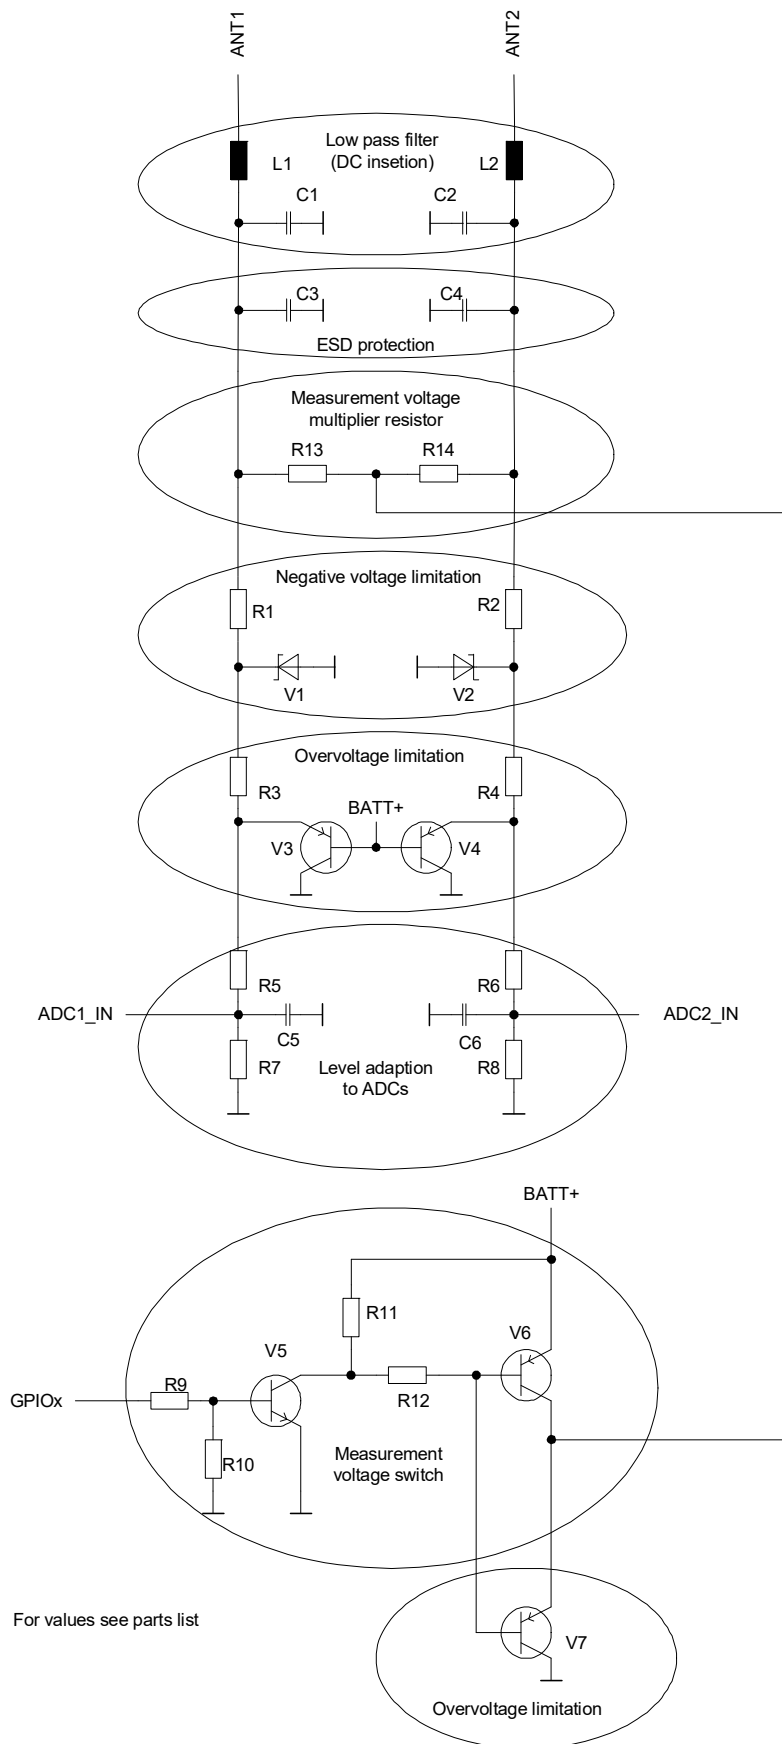 ANT1
ANT2
Low pass filter
(DC insetion)
L1
L2
C1
C2
C3
C4
ESD protection
Measurement voltage
multiplier resistor
R13
R14
Negative voltage limitation
R1
R2
V1
V2
Overvoltage limitation
R3
R4
BATT+
V3
V4
R5
R6
ADC1_IN
ADC2_IN
C5
C6
R7
R8
Level adaption
to ADCs
BATT+
R11
V6
V5
R9
R12
GPIOx
R10
Measurement
voltage switch
For values see parts list
V7
Overvoltage limitation